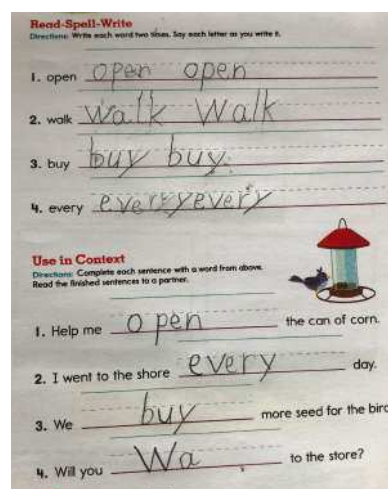 Read-Spell-Write
Directions: Write each word two times. Say each letter as you write it.
1. open open open
2. walk walk Walk
3. buy buy buy.
4. every everyyevery
Use in Context
Directions: Complete each sentence with a word from above.
Read the finished sentences to a partner.
1. Help me open the can of corn.
2. I went to the shore every day.
3. We buy more seed for the bird
4. Will you Wa to the store?